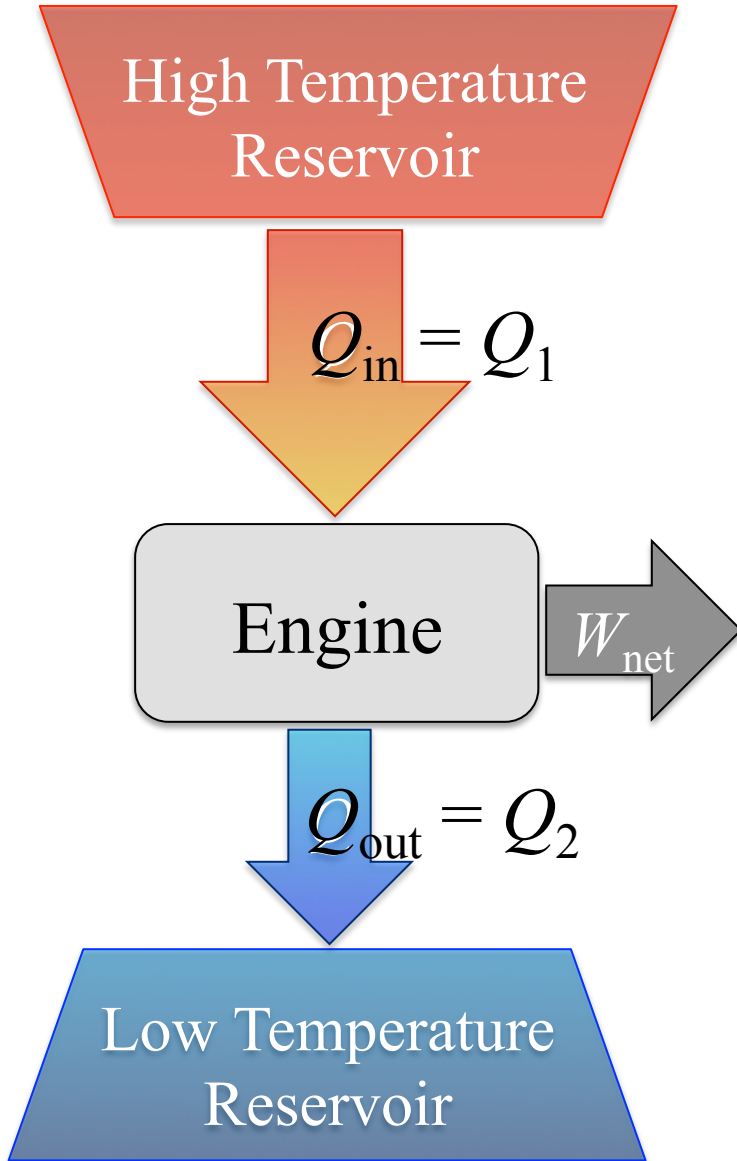 High Temperature
Reservoir
Q_in = Q_1
Engine
W_net
Q_out = Q_2
Low Temperature
Reservoir